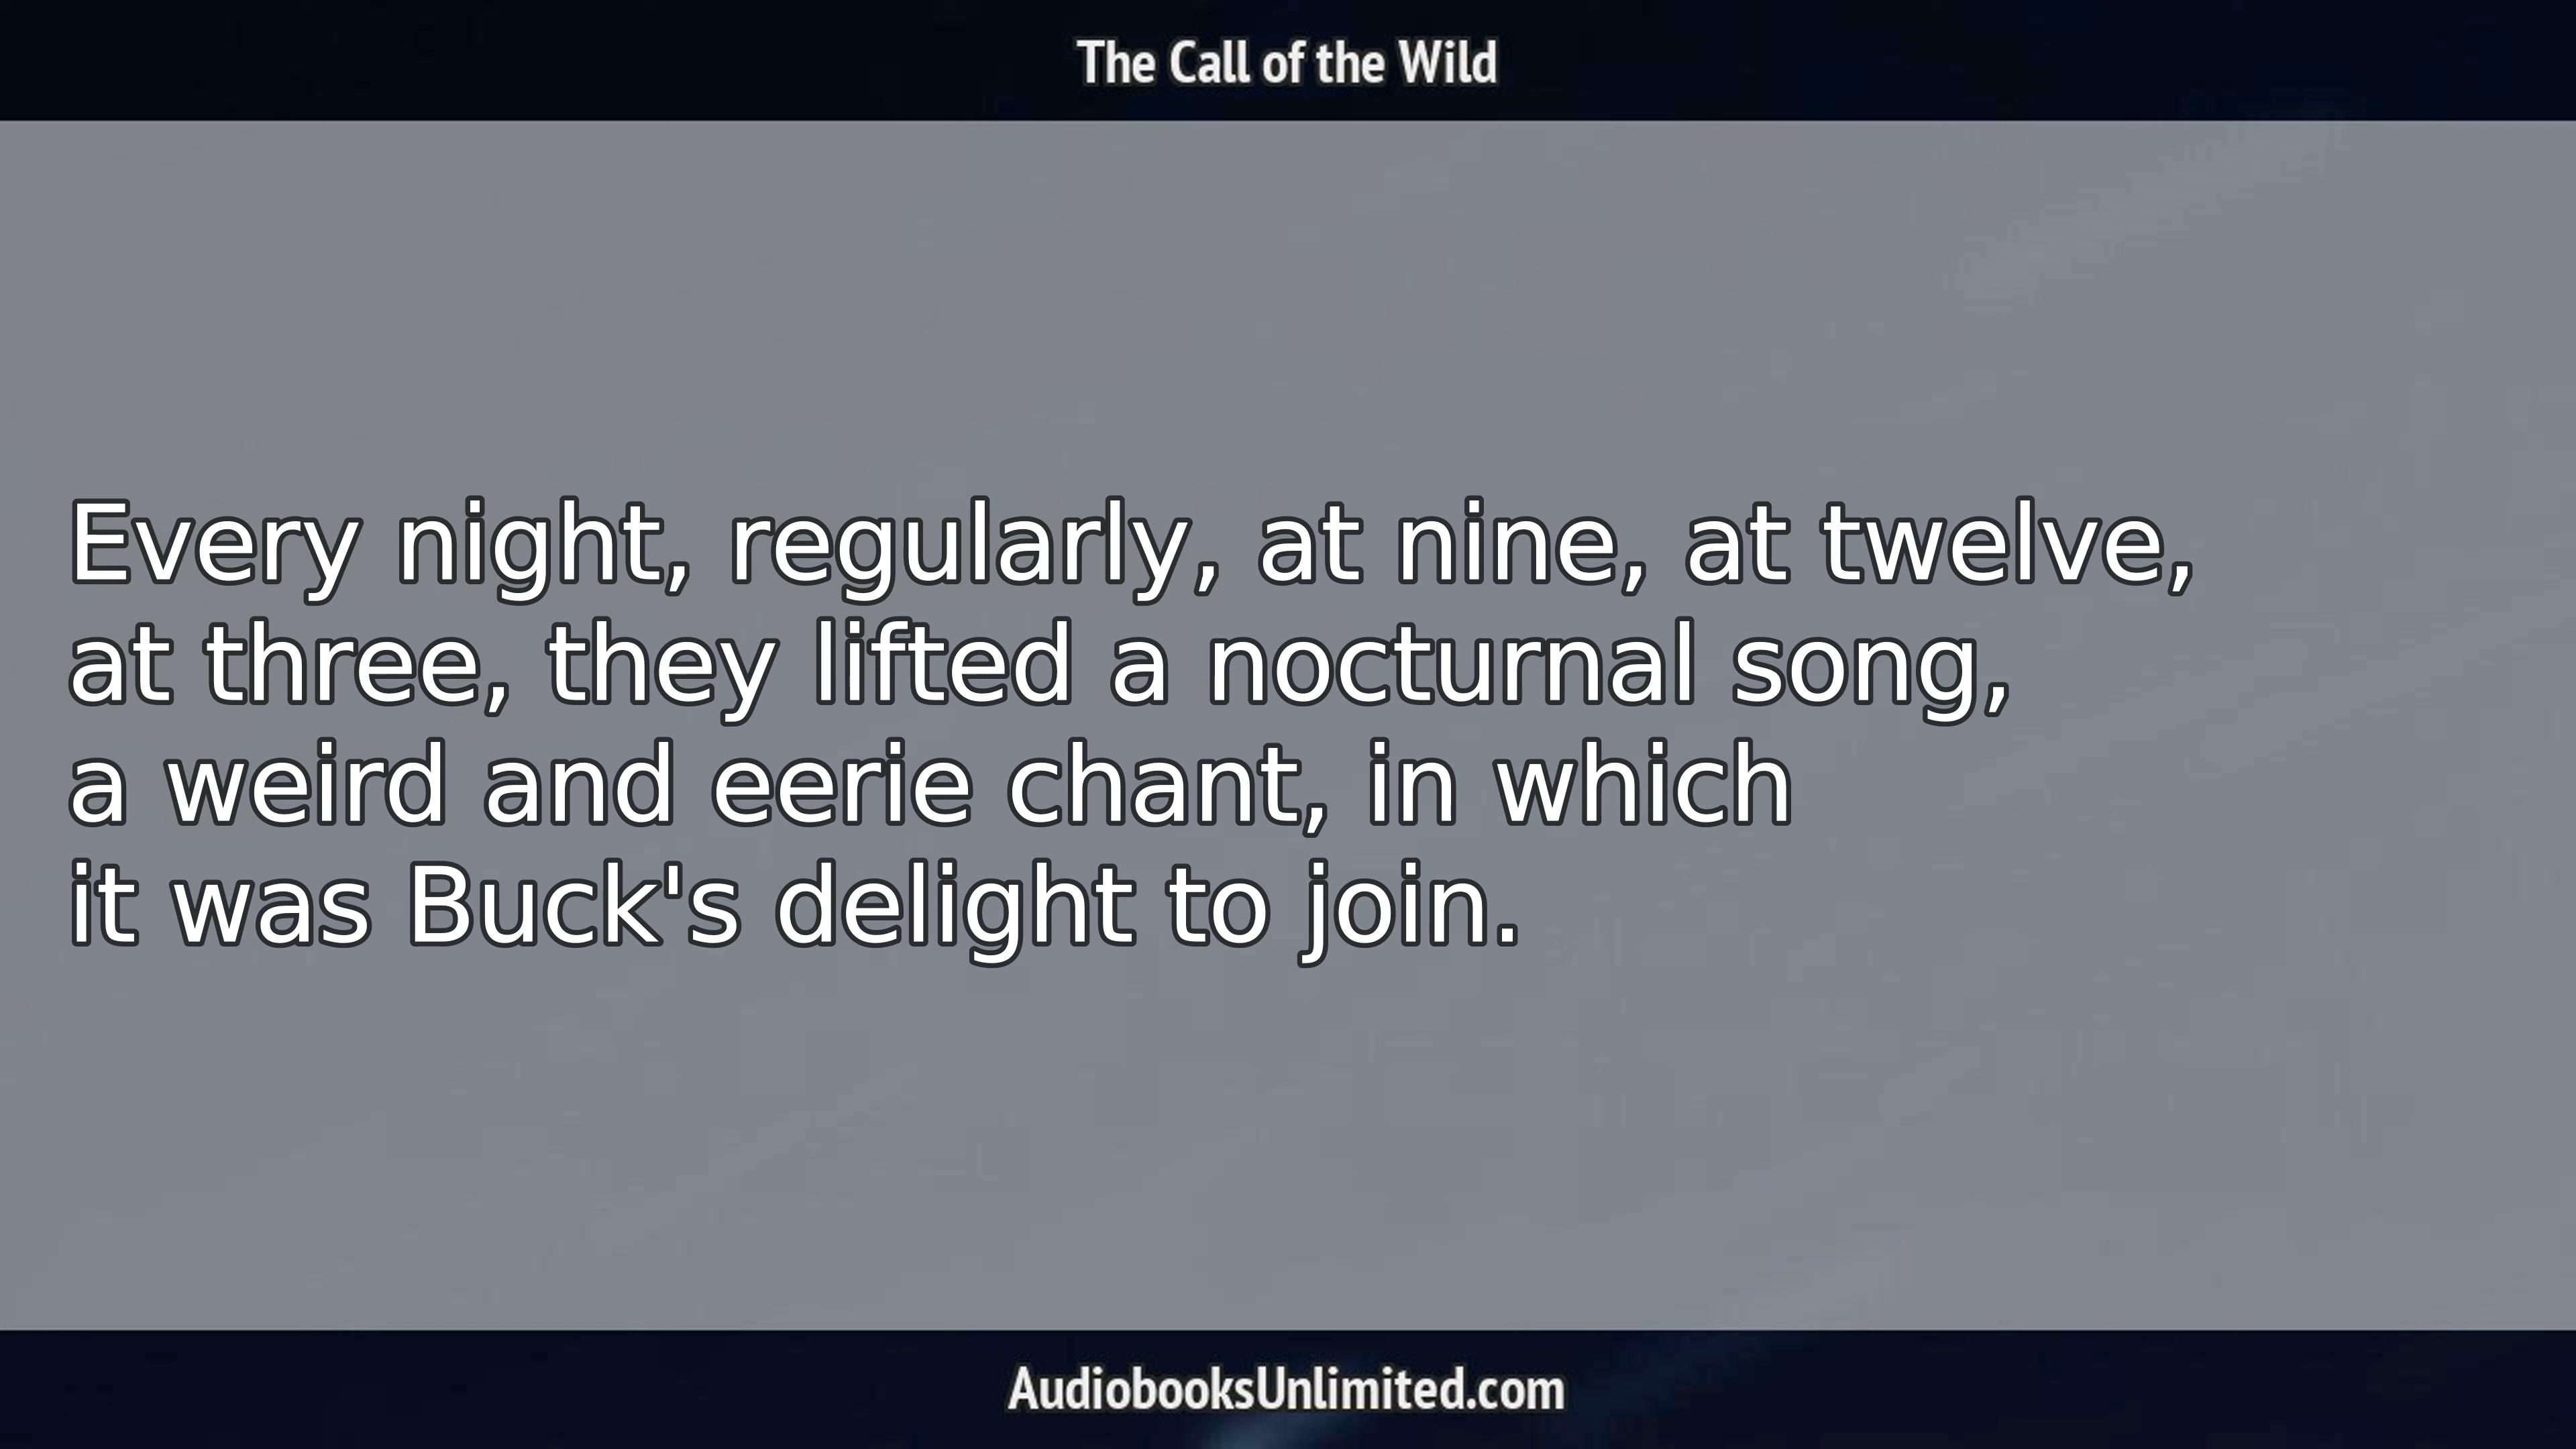 The Call of the Wild
Every night, regularly, at nine, at twelve,
at three, they lifted a nocturnal song,
a weird and eerie chant, in which
it was Buck's delight to join.
AudiobooksUnlimited.com